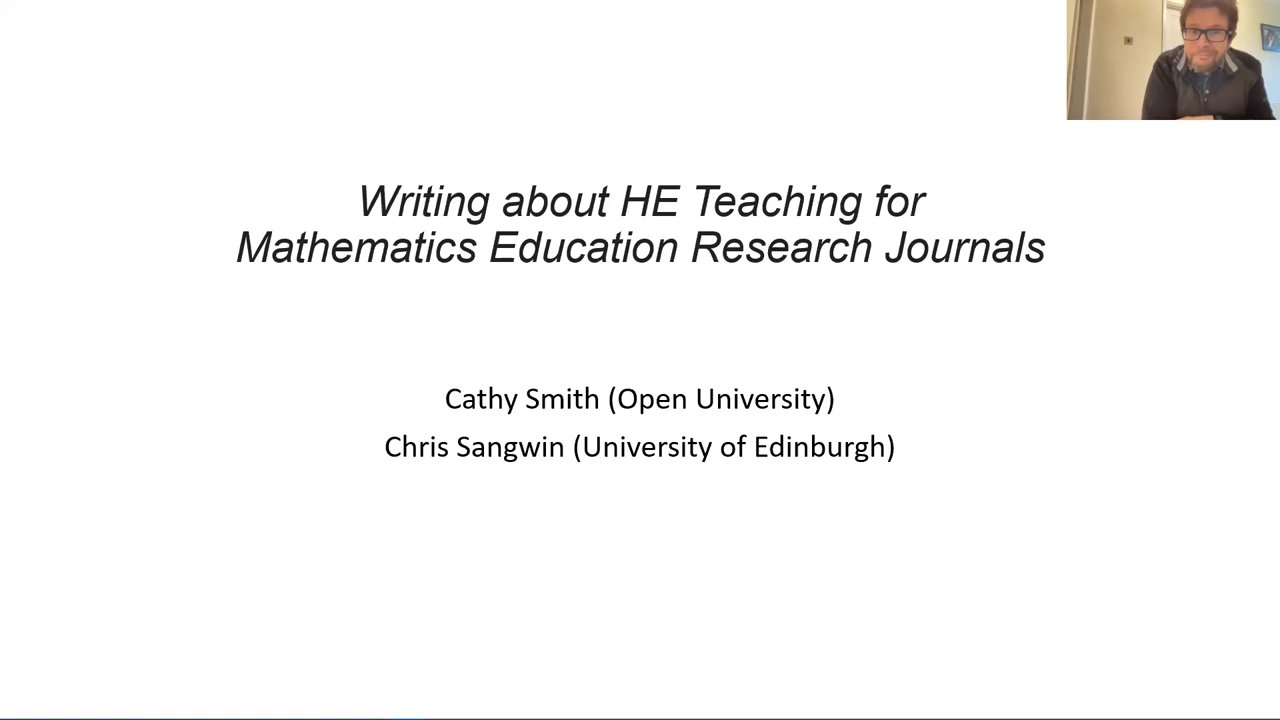 Writing about HE Teaching for
Mathematics Education Research Journals
Cathy Smith (Open University)
Chris Sangwin (University of Edinburgh)